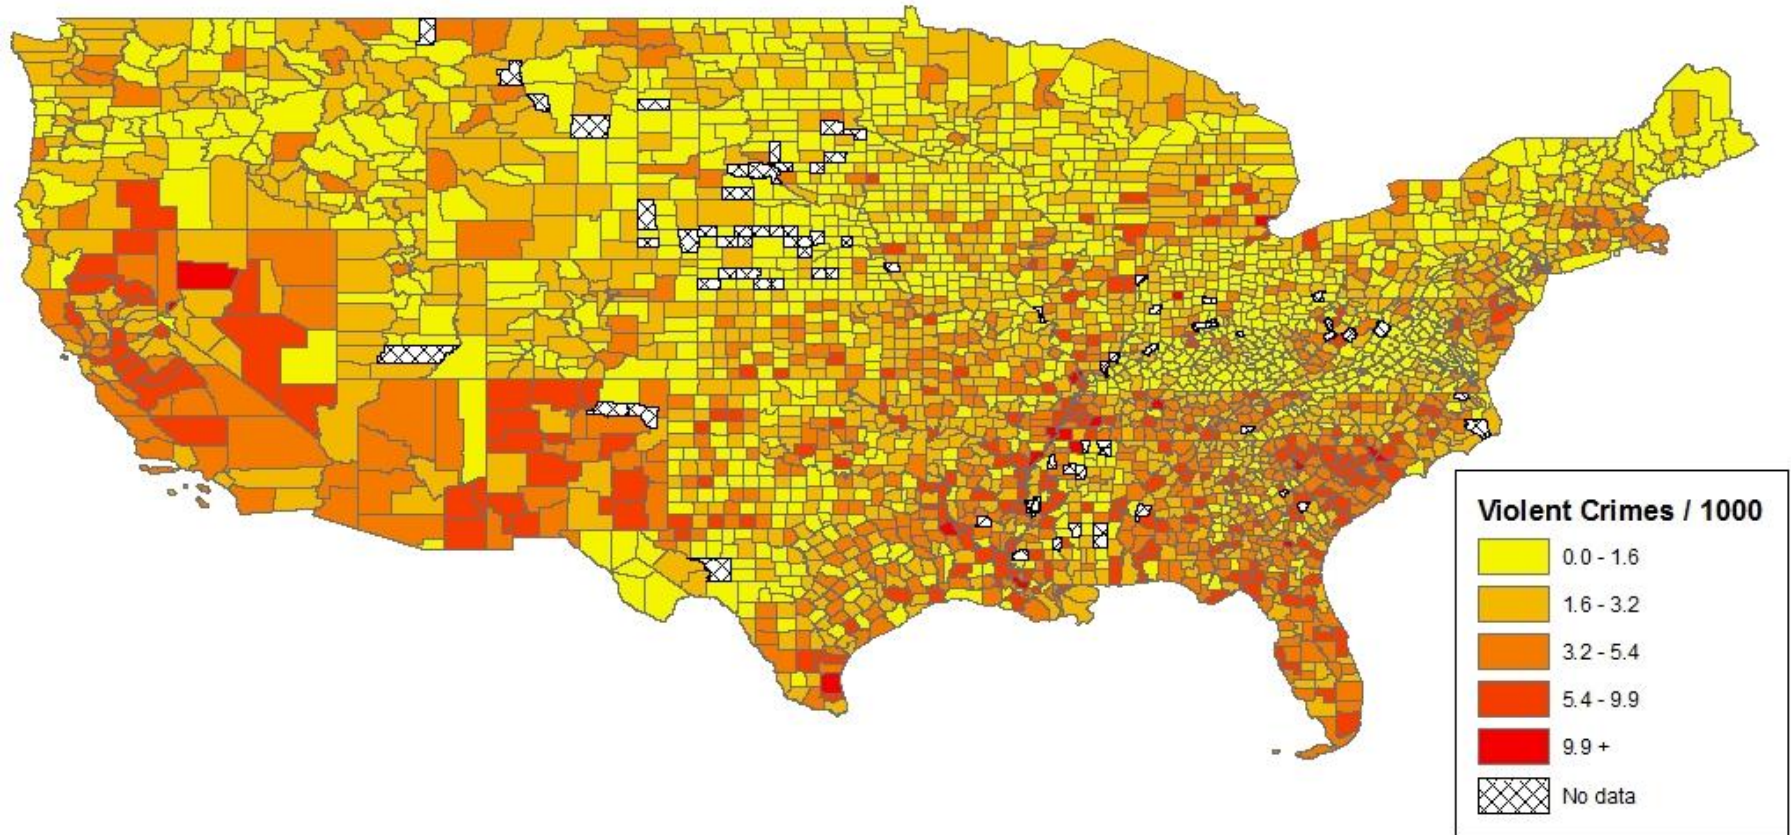 Violent Crimes / 1000
0.0 - 1.6
1.6 - 3.2
3.2 - 5.4
5.4 - 9.9
9.9 +
No data